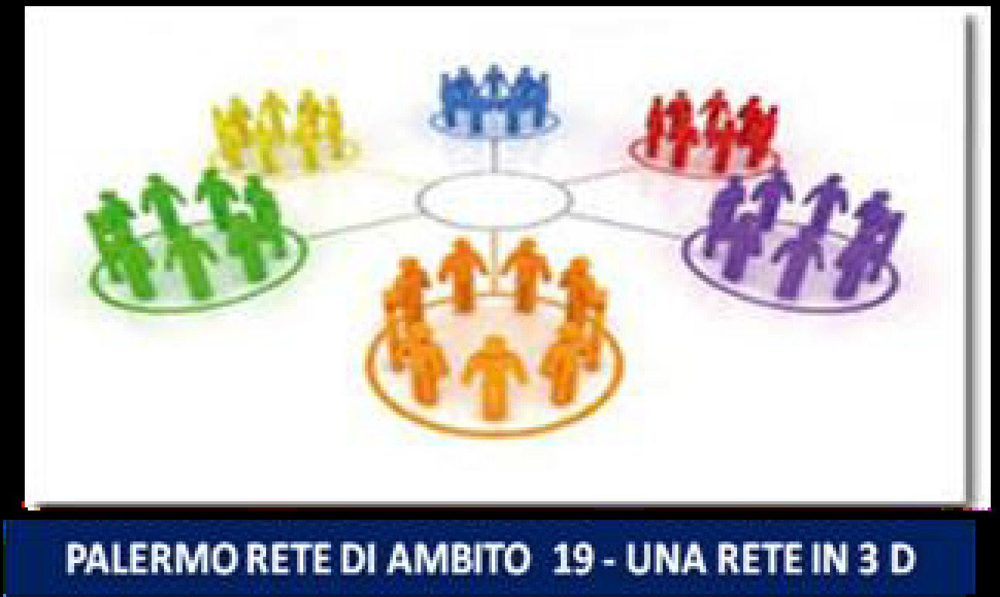 PALERMO RETE DI AMBITO 19 - UNA RETE IN 3 D